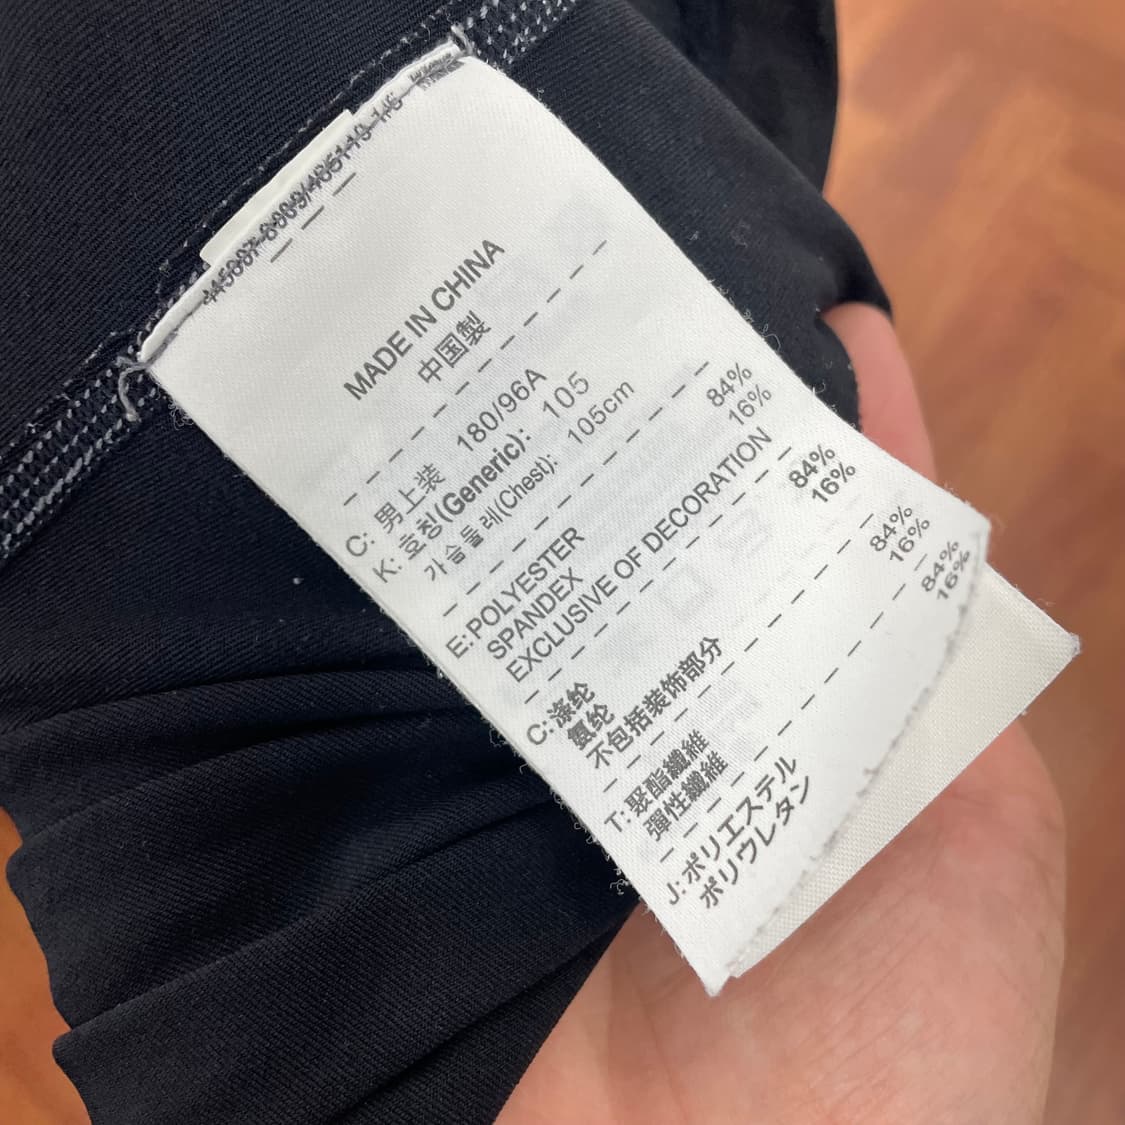 MADE IN CHINA
中国製
C: 男上装 180/96A
K: 호칭(Generic): 105
가슴둘레(Chest): 105cm
E: POLYESTER 84%
SPANDEX 16%
EXCLUSIVE OF DECORATION
C: 涤纶 84%
氨纶 16%
不包括装饰部分
T: 聚酯纖維 84%
彈性纖維 16%
J: ポリエステル 84%
ポリウレタン 16%